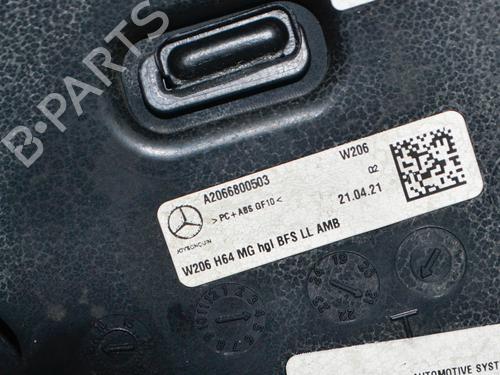 B-PARTS
A2066800503
W206
>PC+ABS GF10<
02
JOYSONQUIN
21.04.21
W206 H64 MG hgl BFS LL AMB
AUTOMOTIVE SYST